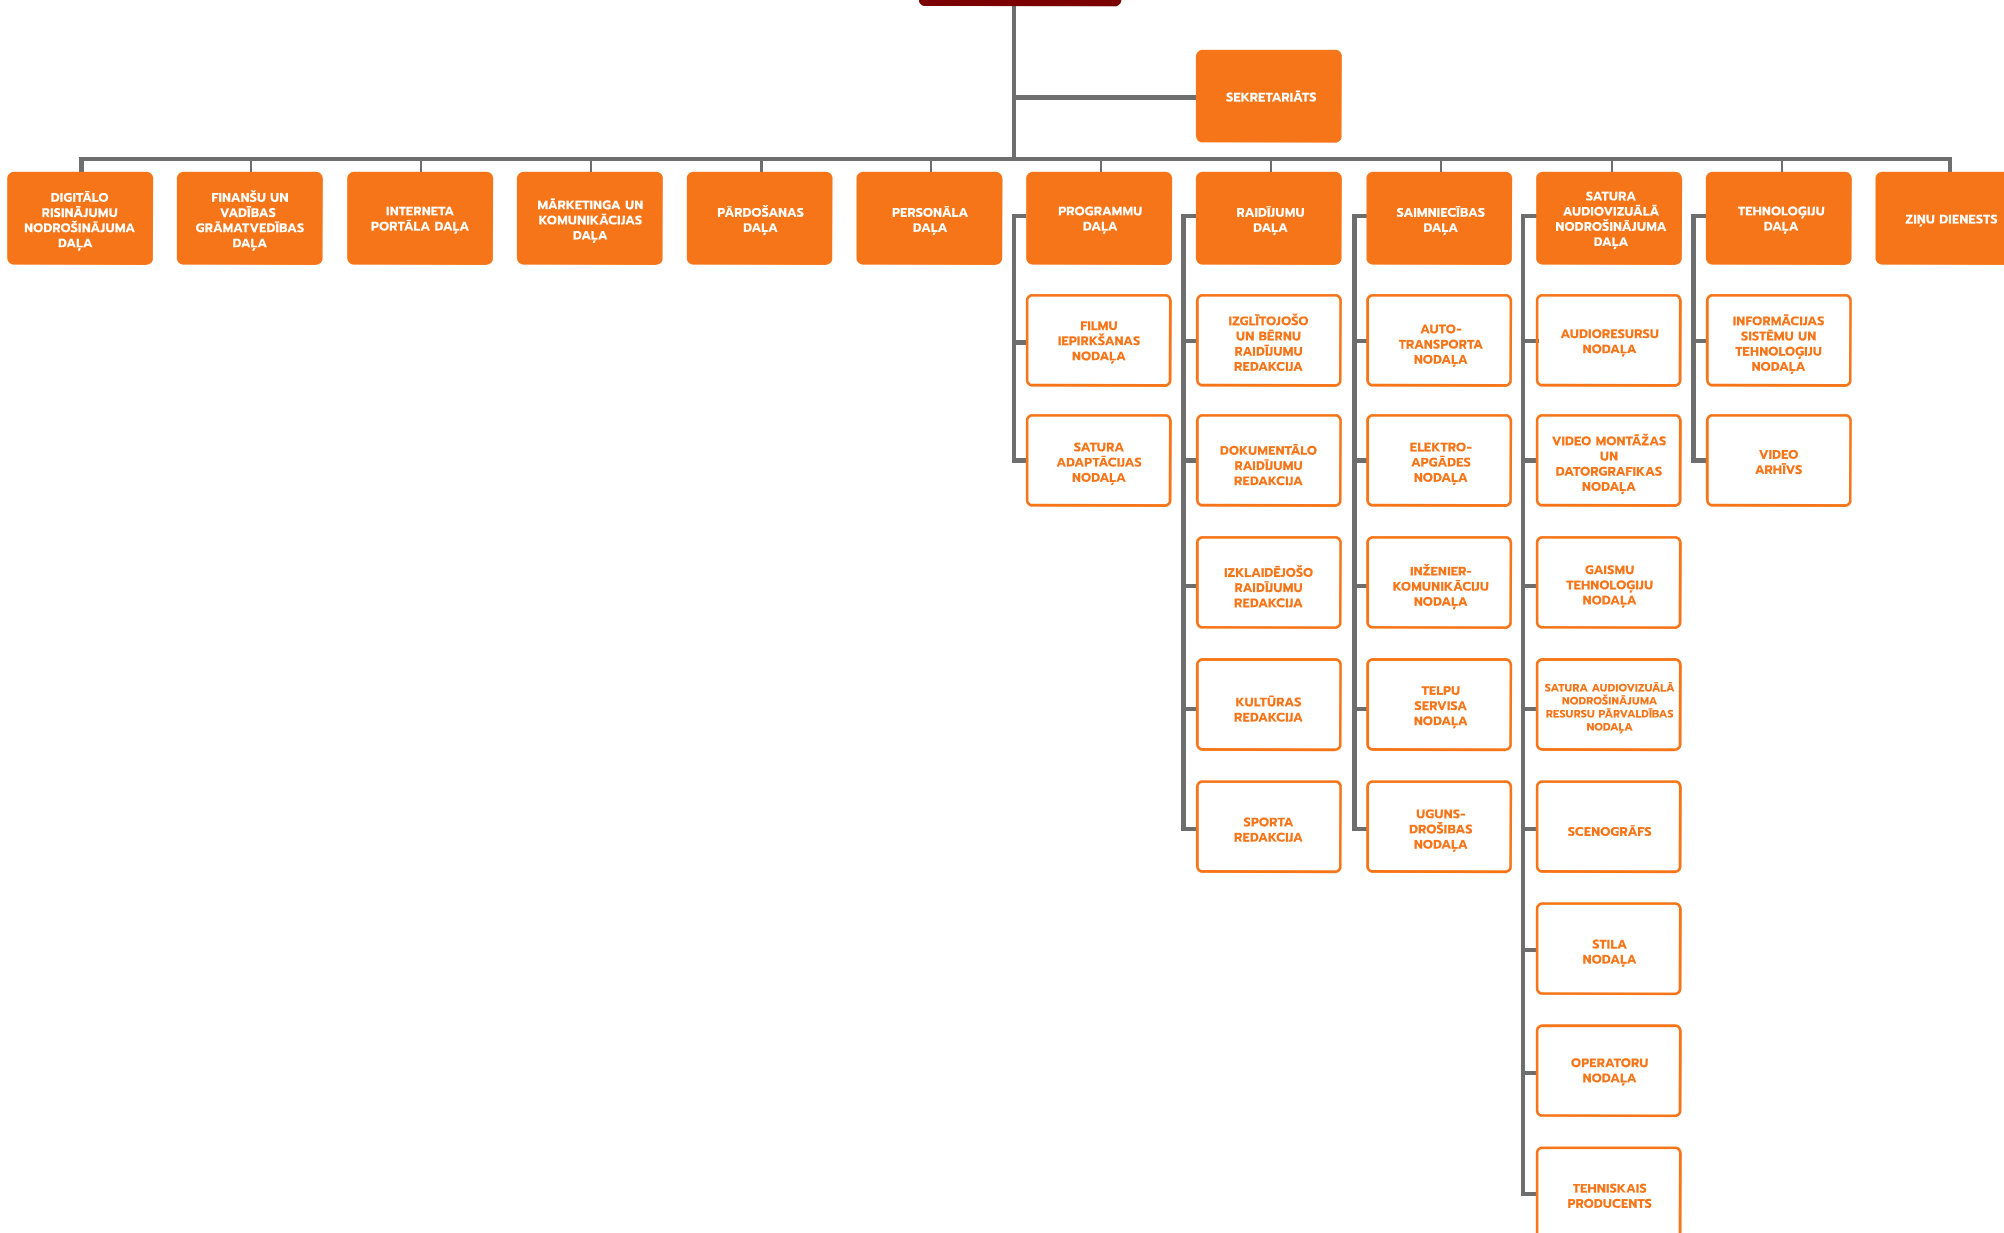 SEKRETARIĀTS
DIGITĀLO
RISINĀJUMU
NODROŠINĀJUMA
DAĻA
FINANŠU UN
VADĪBAS
GRĀMATVEDĪBAS
DAĻA
INTERNETA
PORTĀLA DAĻA
MĀRKETINGA UN
KOMUNIKĀCIJAS
DAĻA
PĀRDOŠANAS
DAĻA
PERSONĀLA
DAĻA
PROGRAMMU
DAĻA
RAIDĪJUMU
DAĻA
SAIMNIECĪBAS
DAĻA
SATURA
AUDIOVIZUĀLĀ
NODROŠINĀJUMA
DAĻA
TEHNOLOĢIJU
DAĻA
ZIŅU DIENESTS
FILMU
IEPIRKŠANAS
NODAĻA
SATURA
ADAPTĀCIJAS
NODAĻA
IZGLĪTOJOŠO
UN BĒRNU
RAIDĪJUMU
REDAKCIJA
DOKUMENTĀLO
RAIDĪJUMU
REDAKCIJA
IZKLAIDĒJOŠO
RAIDĪJUMU
REDAKCIJA
KULTŪRAS
REDAKCIJA
SPORTA
REDAKCIJA
AUTO-
TRANSPORTA
NODAĻA
ELEKTRO-
APGĀDES
NODAĻA
INŽENIER-
KOMUNIKĀCIJU
NODAĻA
TELPU
SERVISA
NODAĻA
UGUNS-
DROŠIBAS
NODAĻA
AUDIORESURSU
NODAĻA
VIDEO MONTĀŽAS
UN
DATORGRAFIKAS
NODAĻA
GAISMU
TEHNOLOĢIJU
NODAĻA
SATURA AUDIOVIZUĀLĀ
NODROŠINĀJUMA
RESURSU PĀRVALDĪBAS
NODAĻA
SCENOGRĀFS
STILA
NODAĻA
OPERATORU
NODAĻA
TEHNISKAIS
PRODUCENTS
INFORMĀCIJAS
SISTĒMU UN
TEHNOLOĢIJU
NODAĻA
VIDEO
ARHĪVS